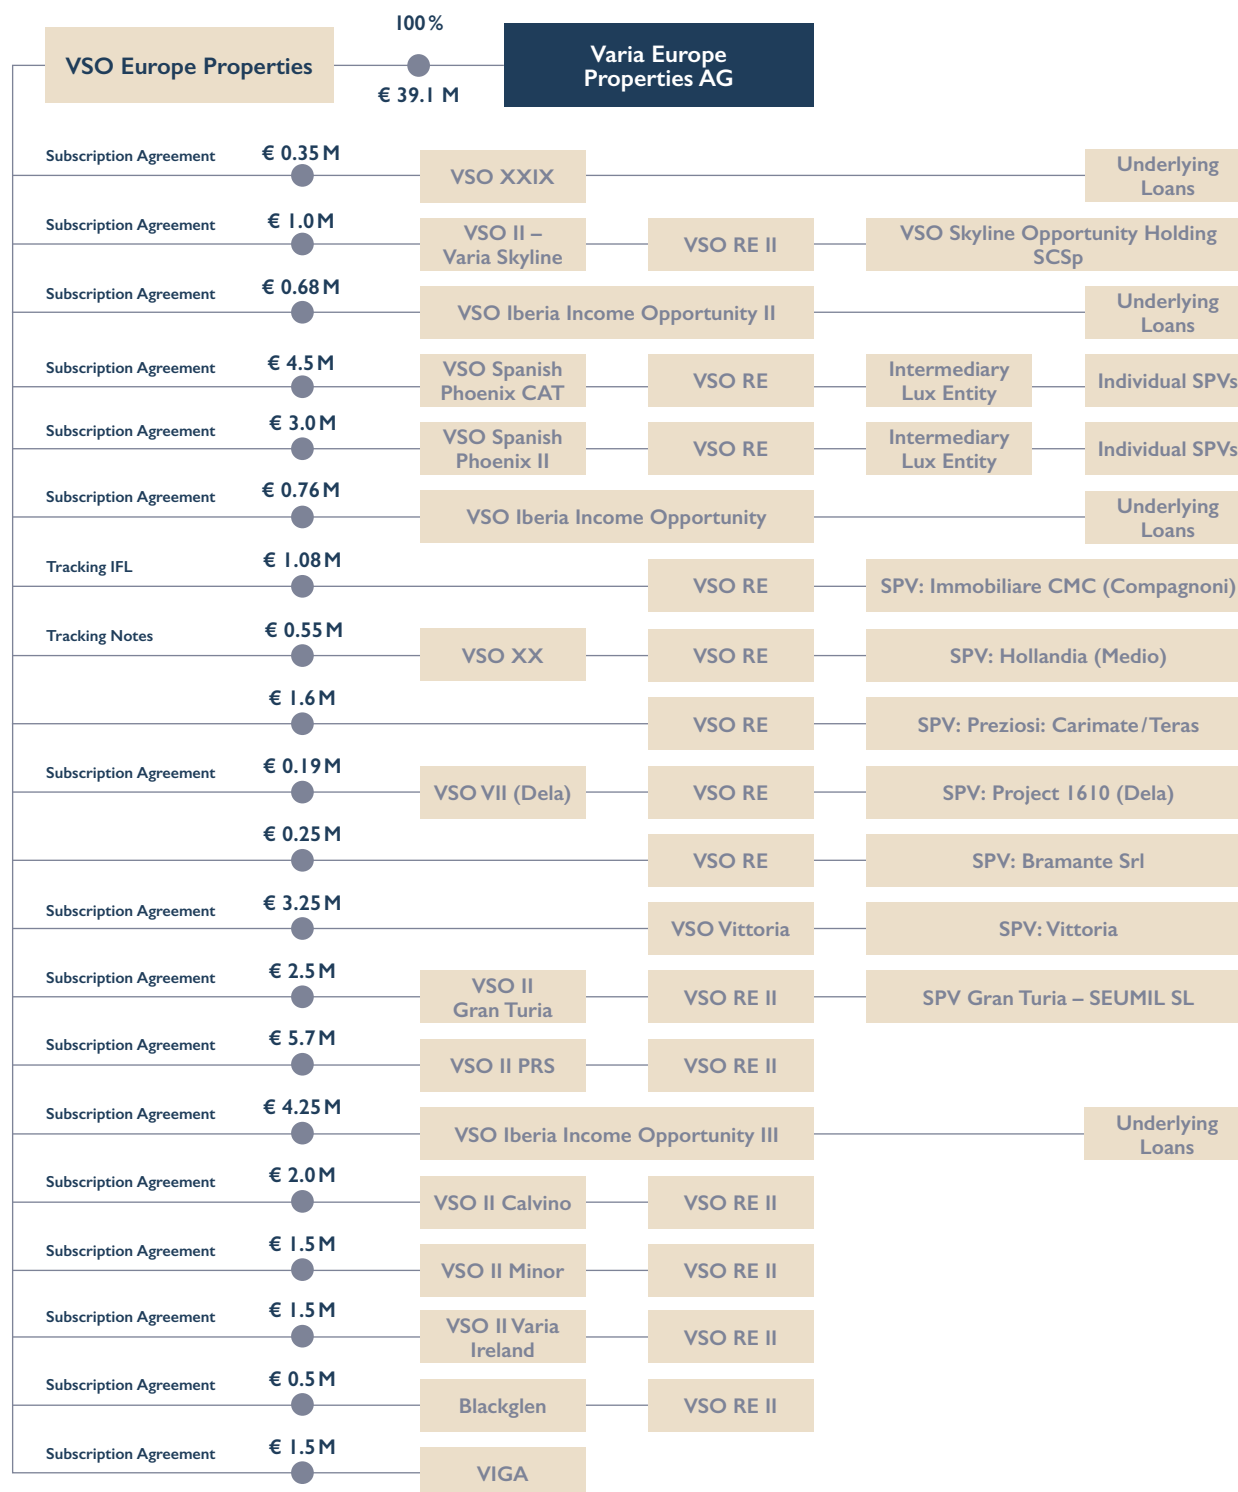 100%
VSO Europe Properties
Varia Europe
Properties AG
€ 39.1 M
Subscription Agreement
€ 0.35 M
VSO XXIX
Underlying
Loans
Subscription Agreement
€ 1.0 M
VSO II –
Varia Skyline
VSO RE II
VSO Skyline Opportunity Holding
SCSp
Subscription Agreement
€ 0.68 M
VSO Iberia Income Opportunity II
Underlying
Loans
Subscription Agreement
€ 4.5 M
VSO Spanish
Phoenix CAT
VSO RE
Intermediary
Lux Entity
Individual SPVs
Subscription Agreement
€ 3.0 M
VSO Spanish
Phoenix II
VSO RE
Intermediary
Lux Entity
Individual SPVs
Subscription Agreement
€ 0.76 M
VSO Iberia Income Opportunity
Underlying
Loans
Tracking IFL
€ 1.08 M
VSO RE
SPV: Immobiliare CMC (Compagnoni)
Tracking Notes
€ 0.55 M
VSO XX
VSO RE
SPV: Hollandia (Medio)
€ 1.6 M
VSO RE
SPV: Preziosi: Carimate/Teras
Subscription Agreement
€ 0.19 M
VSO VII (Dela)
VSO RE
SPV: Project 1610 (Dela)
€ 0.25 M
VSO RE
SPV: Bramante Srl
Subscription Agreement
€ 3.25 M
VSO Vittoria
SPV: Vittoria
Subscription Agreement
€ 2.5 M
VSO II
Gran Turia
VSO RE II
SPV Gran Turia – SEUMIL SL
Subscription Agreement
€ 5.7 M
VSO II PRS
VSO RE II
Subscription Agreement
€ 4.25 M
VSO Iberia Income Opportunity III
Underlying
Loans
Subscription Agreement
€ 2.0 M
VSO II Calvino
VSO RE II
Subscription Agreement
€ 1.5 M
VSO II Minor
VSO RE II
Subscription Agreement
€ 1.5 M
VSO II Varia
Ireland
VSO RE II
Subscription Agreement
€ 0.5 M
Blackglen
VSO RE II
Subscription Agreement
€ 1.5 M
VIGA